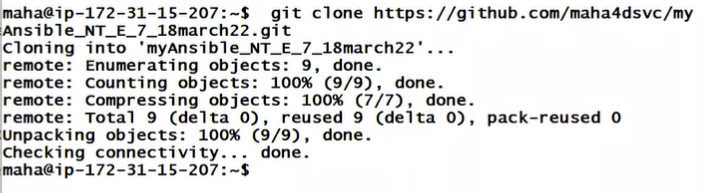 maha@ip-172-31-15-207:~$  git clone https://github.com/maha4dsvc/my
Ansible_NT_E_7_18march22.git
Cloning into 'myAnsible_NT_E_7_18march22'...
remote: Enumerating objects: 9, done.
remote: Counting objects: 100% (9/9), done.
remote: Compressing objects: 100% (7/7), done.
remote: Total 9 (delta 0), reused 9 (delta 0), pack-reused 0
Unpacking objects: 100% (9/9), done.
Checking connectivity... done.
maha@ip-172-31-15-207:~$